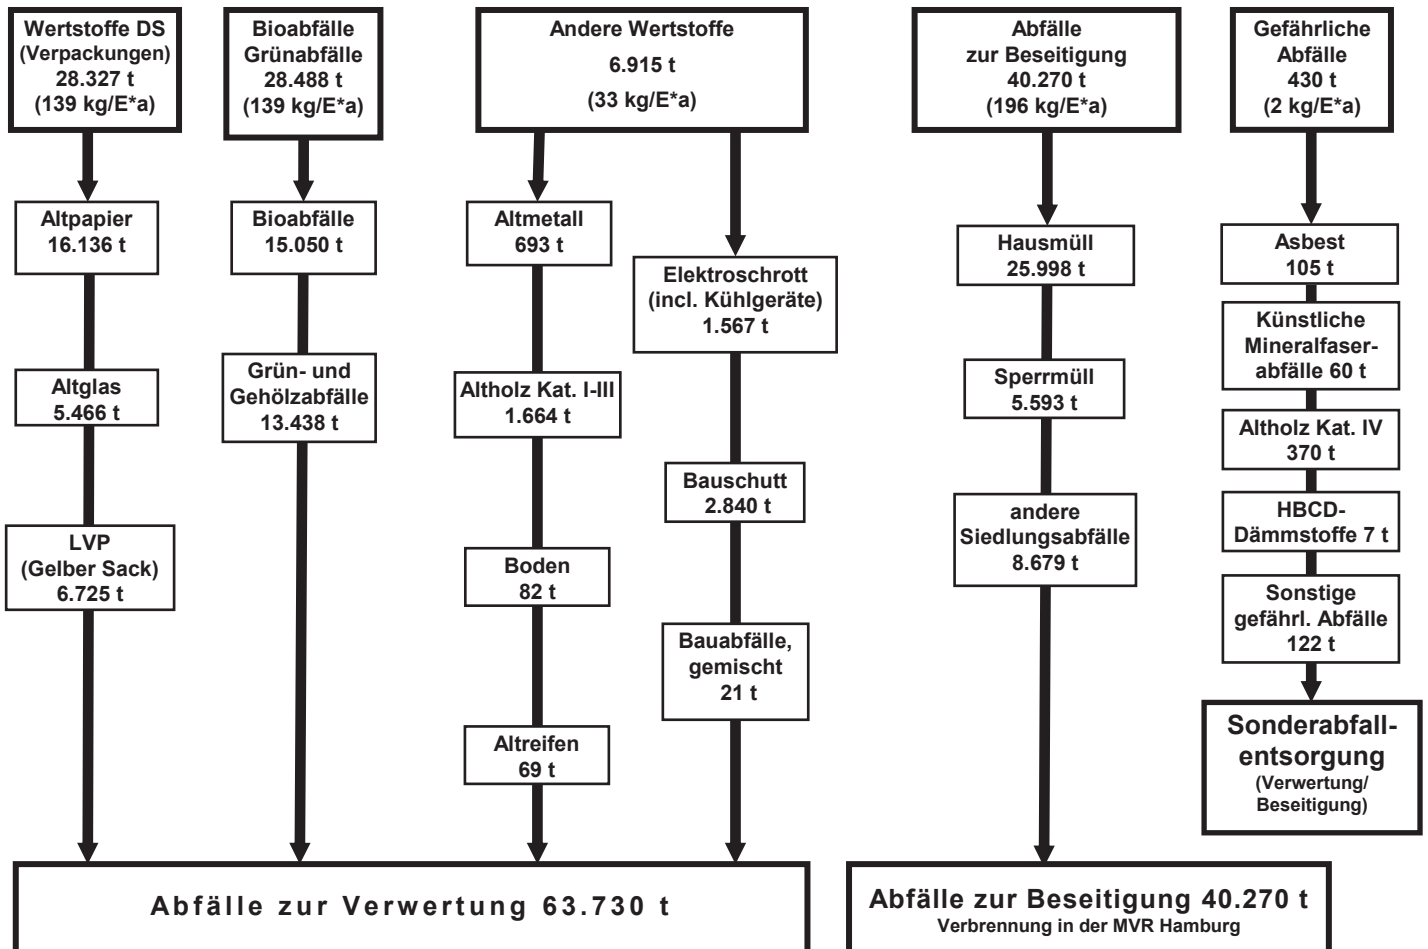 Wertstoffe DS
(Verpackungen)
28.327 t
(139 kg/E*a)
Bioabfälle
Grünabfälle
28.488 t
(139 kg/E*a)
Andere Wertstoffe
6.915 t
(33 kg/E*a)
Abfälle
zur Beseitigung
40.270 t
(196 kg/E*a)
Gefährliche
Abfälle
430 t
(2 kg/E*a)
Altpapier
16.136 t
Altglas
5.466 t
LVP
(Gelber Sack)
6.725 t
Bioabfälle
15.050 t
Grün- und
Gehölzabfälle
13.438 t
Altmetall
693 t
Altholz Kat. I-III
1.664 t
Boden
82 t
Altreifen
69 t
Elektroschrott
(incl. Kühlgeräte)
1.567 t
Bauschutt
2.840 t
Bauabfälle,
gemischt
21 t
Hausmüll
25.998 t
Sperrmüll
5.593 t
andere
Siedlungsabfälle
8.679 t
Asbest
105 t
Künstliche
Mineralfaser-
abfälle 60 t
Altholz Kat. IV
370 t
HBCD-
Dämmstoffe 7 t
Sonstige
gefährl. Abfälle
122 t
Sonderabfall-
entsorgung
(Verwertung/
Beseitigung)
Abfälle zur Verwertung 63.730 t
Abfälle zur Beseitigung 40.270 t
Verbrennung in der MVR Hamburg